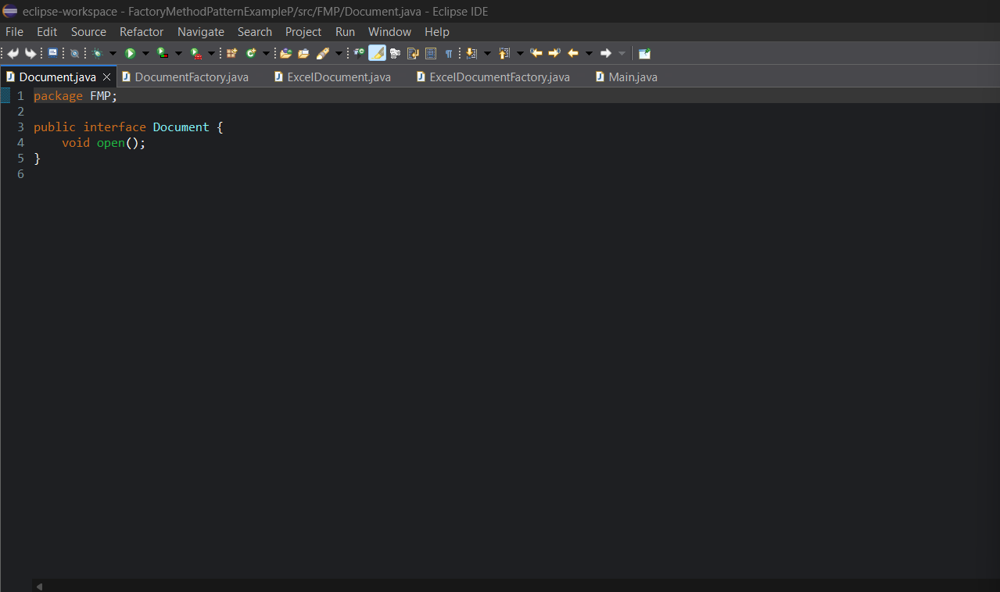 eclipse-workspace - FactoryMethodPatternExampleP/src/FMP/Document.java - Eclipse IDE
File Edit Source Refactor Navigate Search Project Run Window Help
Document.java DocumentFactory.java ExcelDocument.java ExcelDocumentFactory.java Main.java
1 package FMP;
2
3 public interface Document {
4     void open();
5 }
6